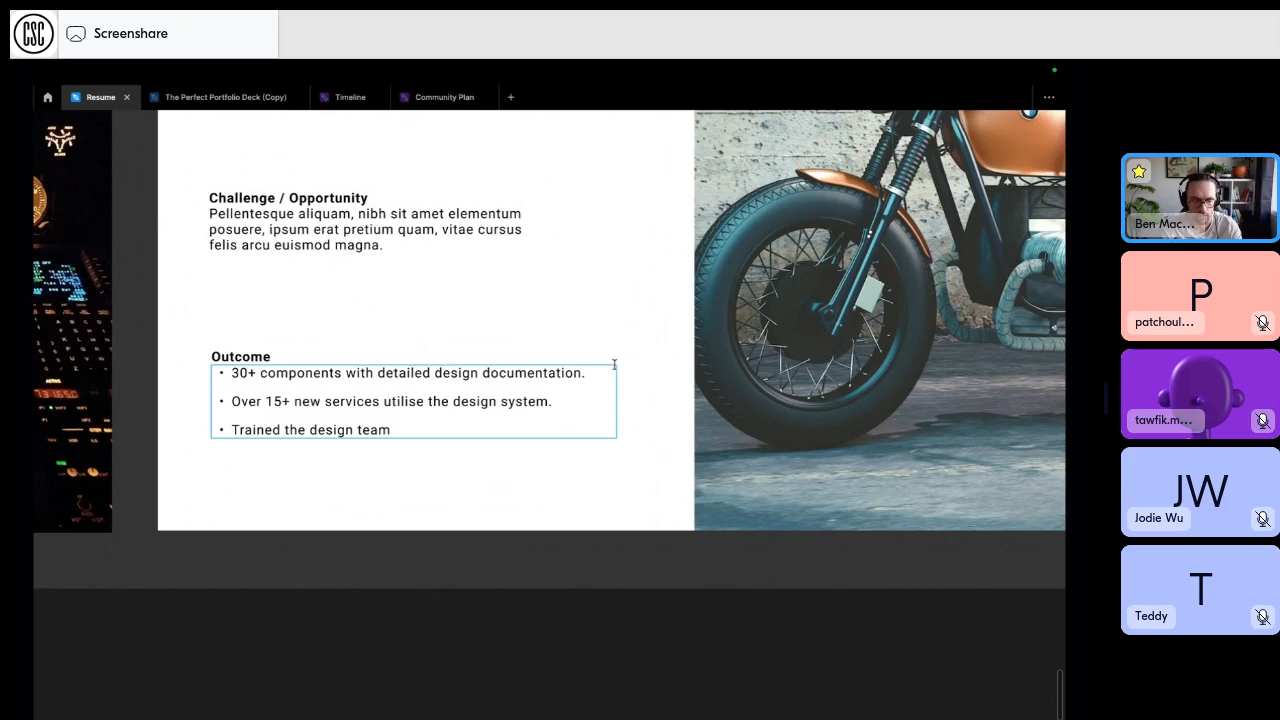 CSC
Screenshare
Resume
The Perfect Portfolio Deck (Copy)
Timeline
Community Plan
Challenge / Opportunity
Pellentesque aliquam, nibh sit amet elementum
posuere, ipsum erat pretium quam, vitae cursus
felis arcu euismod magna.
Outcome
• 30+ components with detailed design documentation.
• Over 15+ new services utilise the design system.
• Trained the design team
Ben Mac...
P
patchoul...
tawfik.m...
JW
Jodie Wu
T
Teddy